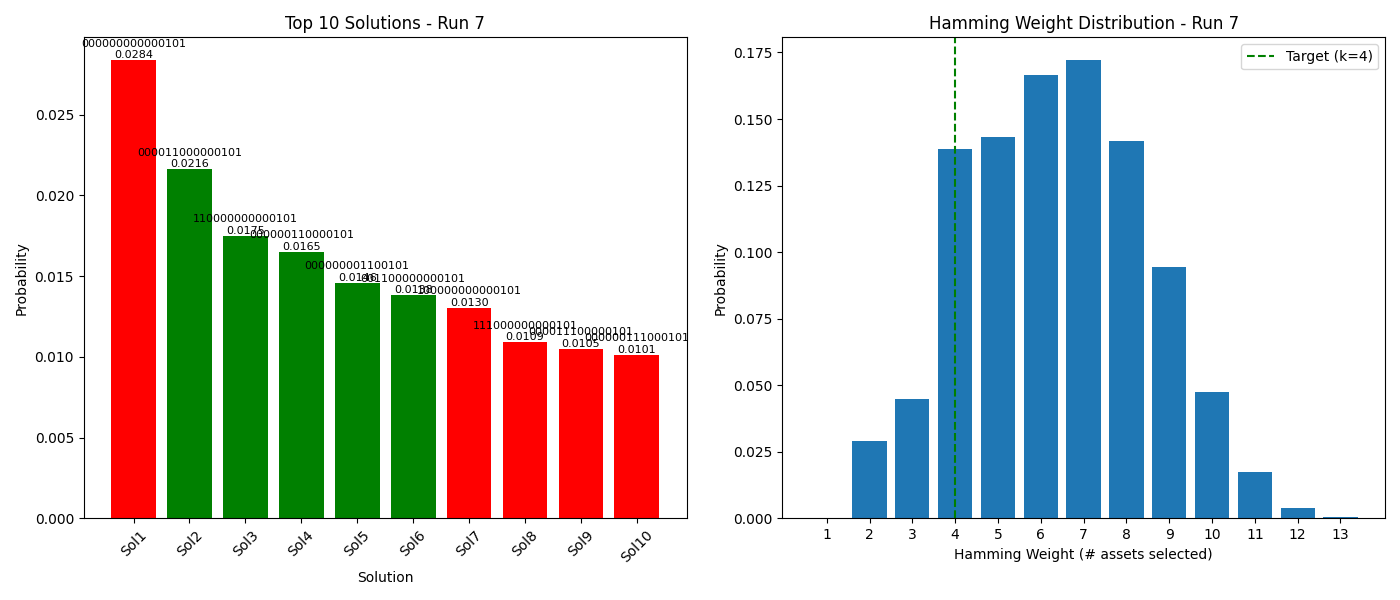 Top 10 Solutions - Run 7
000000000000101
0.0284
000011000000101
0.0216
110000000000101
0.0175
000000110000101
0.0165
000000001100101
0.0146
001100000000101
0.0138
100000000000101
0.0130
111000000000101
0.0109
000011100000101
0.0105
000000111000101
0.0101
Probability
0.025
0.020
0.015
0.010
0.005
0.000
Sol1
Sol2
Sol3
Sol4
Sol5
Sol6
Sol7
Sol8
Sol9
Sol10
Solution
Hamming Weight Distribution - Run 7
Target (k=4)
Probability
0.175
0.150
0.125
0.100
0.075
0.050
0.025
0.000
1 2 3 4 5 6 7 8 9 10 11 12 13
Hamming Weight (# assets selected)